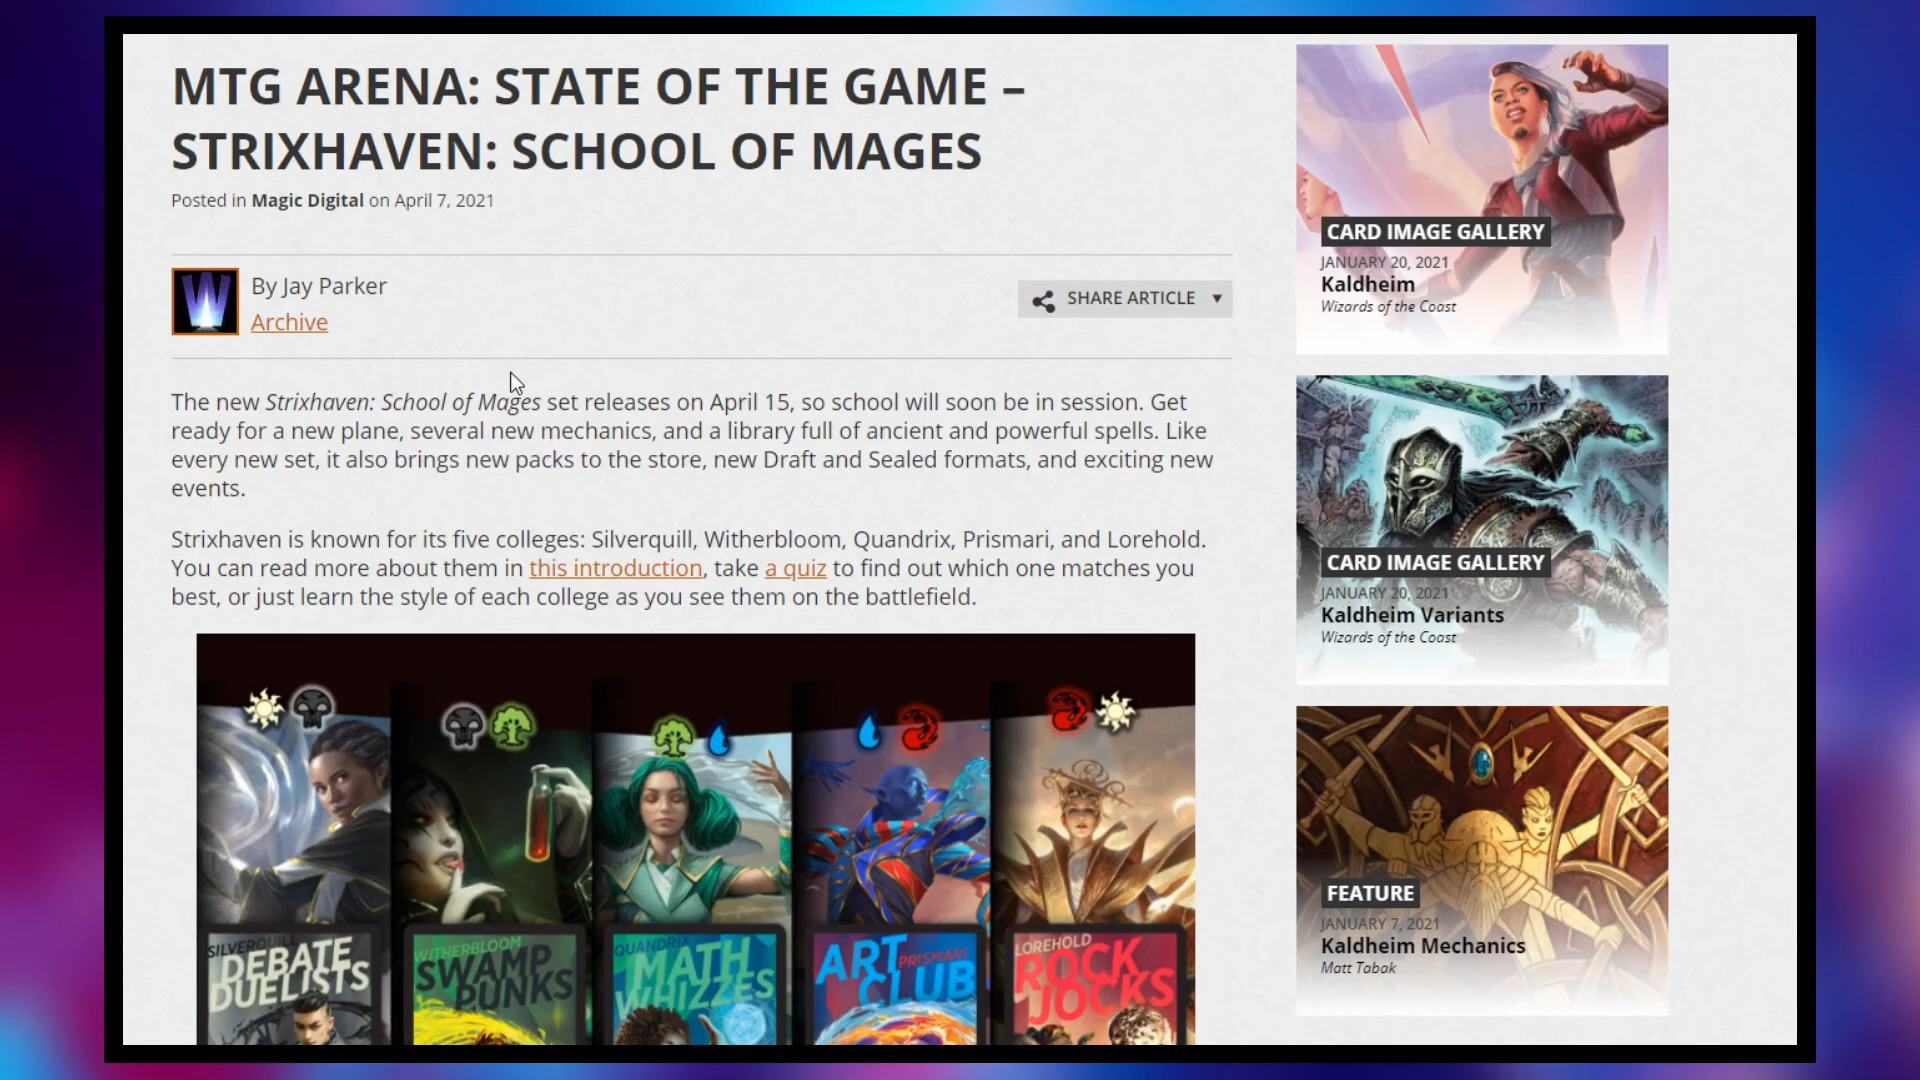 MTG ARENA: STATE OF THE GAME –
STRIXHAVEN: SCHOOL OF MAGES
Posted in Magic Digital on April 7, 2021
By Jay Parker
Archive
SHARE ARTICLE
The new Strixhaven: School of Mages set releases on April 15, so school will soon be in session. Get
ready for a new plane, several new mechanics, and a library full of ancient and powerful spells. Like
every new set, it also brings new packs to the store, new Draft and Sealed formats, and exciting new
events.
Strixhaven is known for its five colleges: Silverquill, Witherbloom, Quandrix, Prismari, and Lorehold.
You can read more about them in this introduction, take a quiz to find out which one matches you
best, or just learn the style of each college as you see them on the battlefield.
SILVERQUILL
DEBATE
DUELISTS
WITHERBLOOM
SWAMP
PUNKS
QUANDRIX
MATH
WHIZZES
ART
PRISMARI
CLUB
LOREHOLD
ROCK
JOCKS
CARD IMAGE GALLERY
JANUARY 20, 2021
Kaldheim
Wizards of the Coast
CARD IMAGE GALLERY
JANUARY 20, 2021
Kaldheim Variants
Wizards of the Coast
FEATURE
JANUARY 7, 2021
Kaldheim Mechanics
Matt Tabak